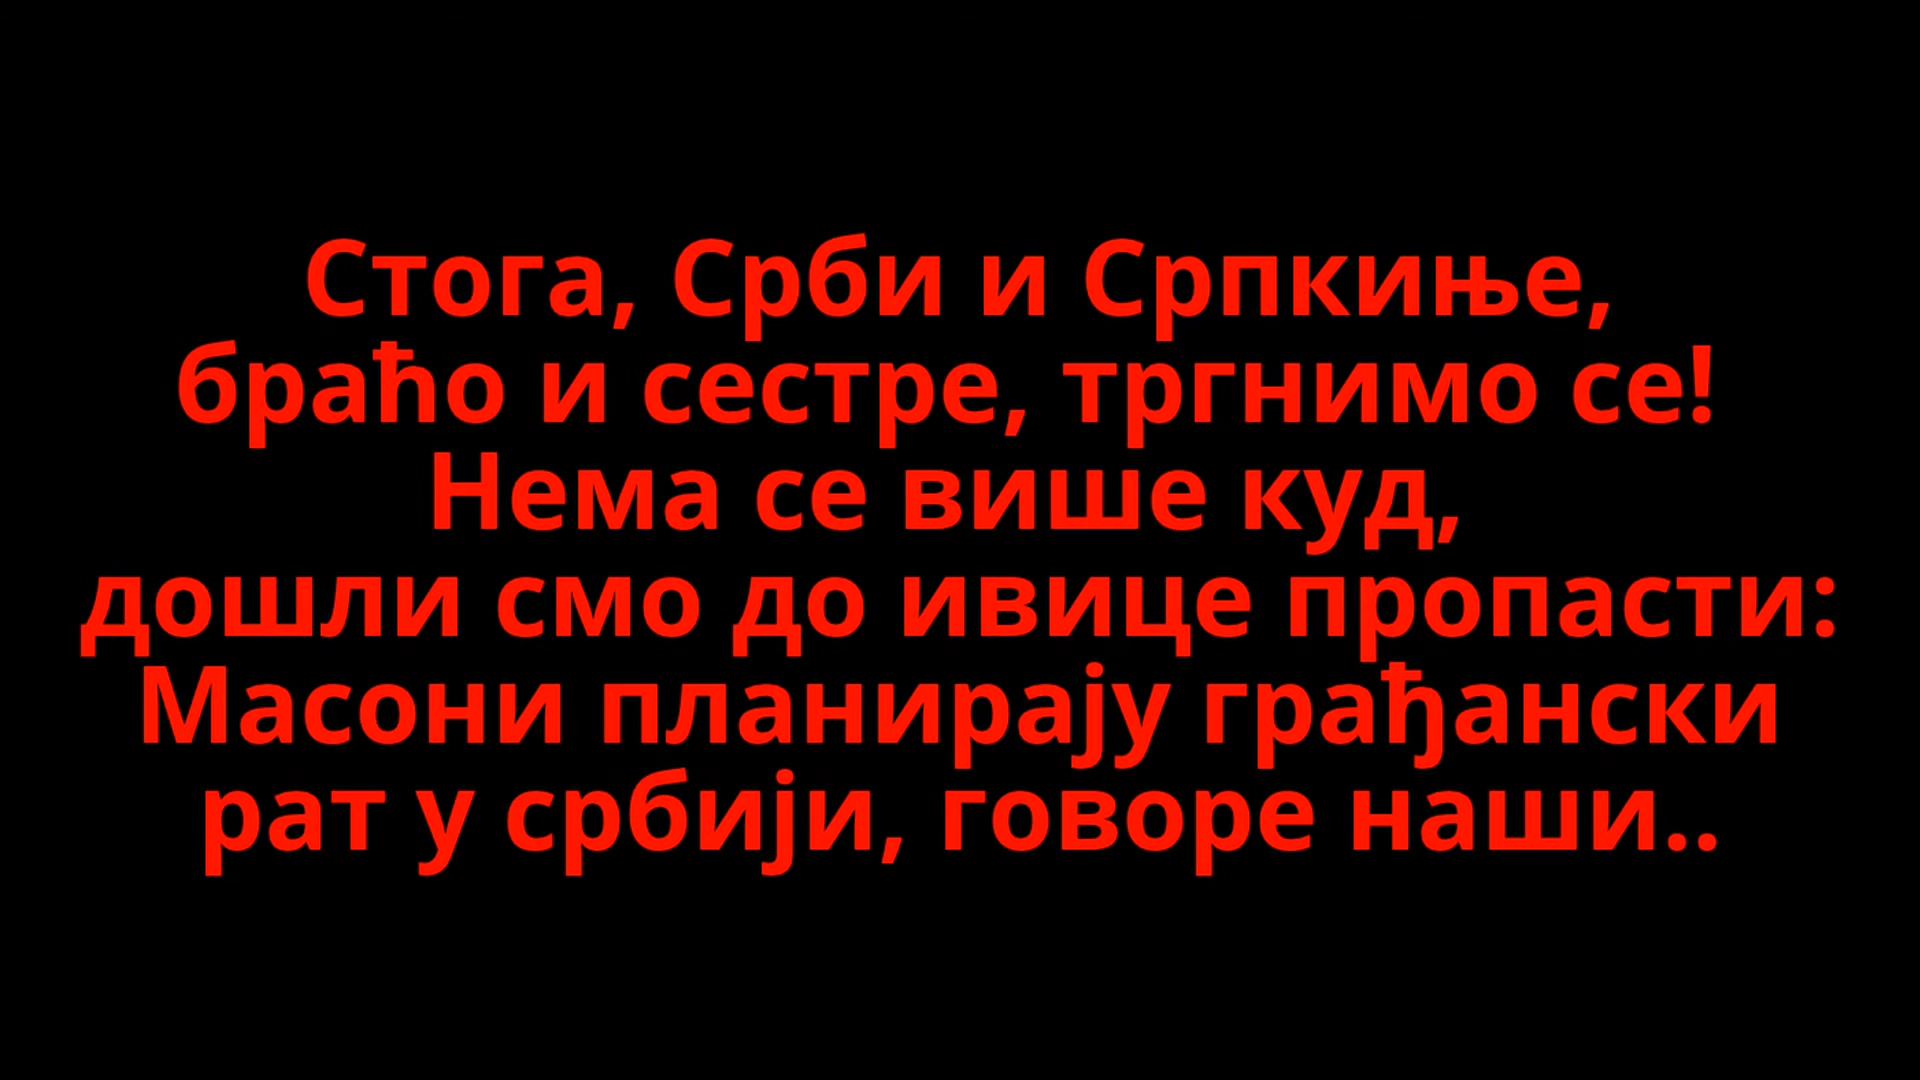 Стога, Срби и Српкиње,
браћо и сестре, тргнимо се!
Нема се више куд,
дошли смо до ивице пропасти:
Масони планирају грађански
рат у србији, говоре наши..